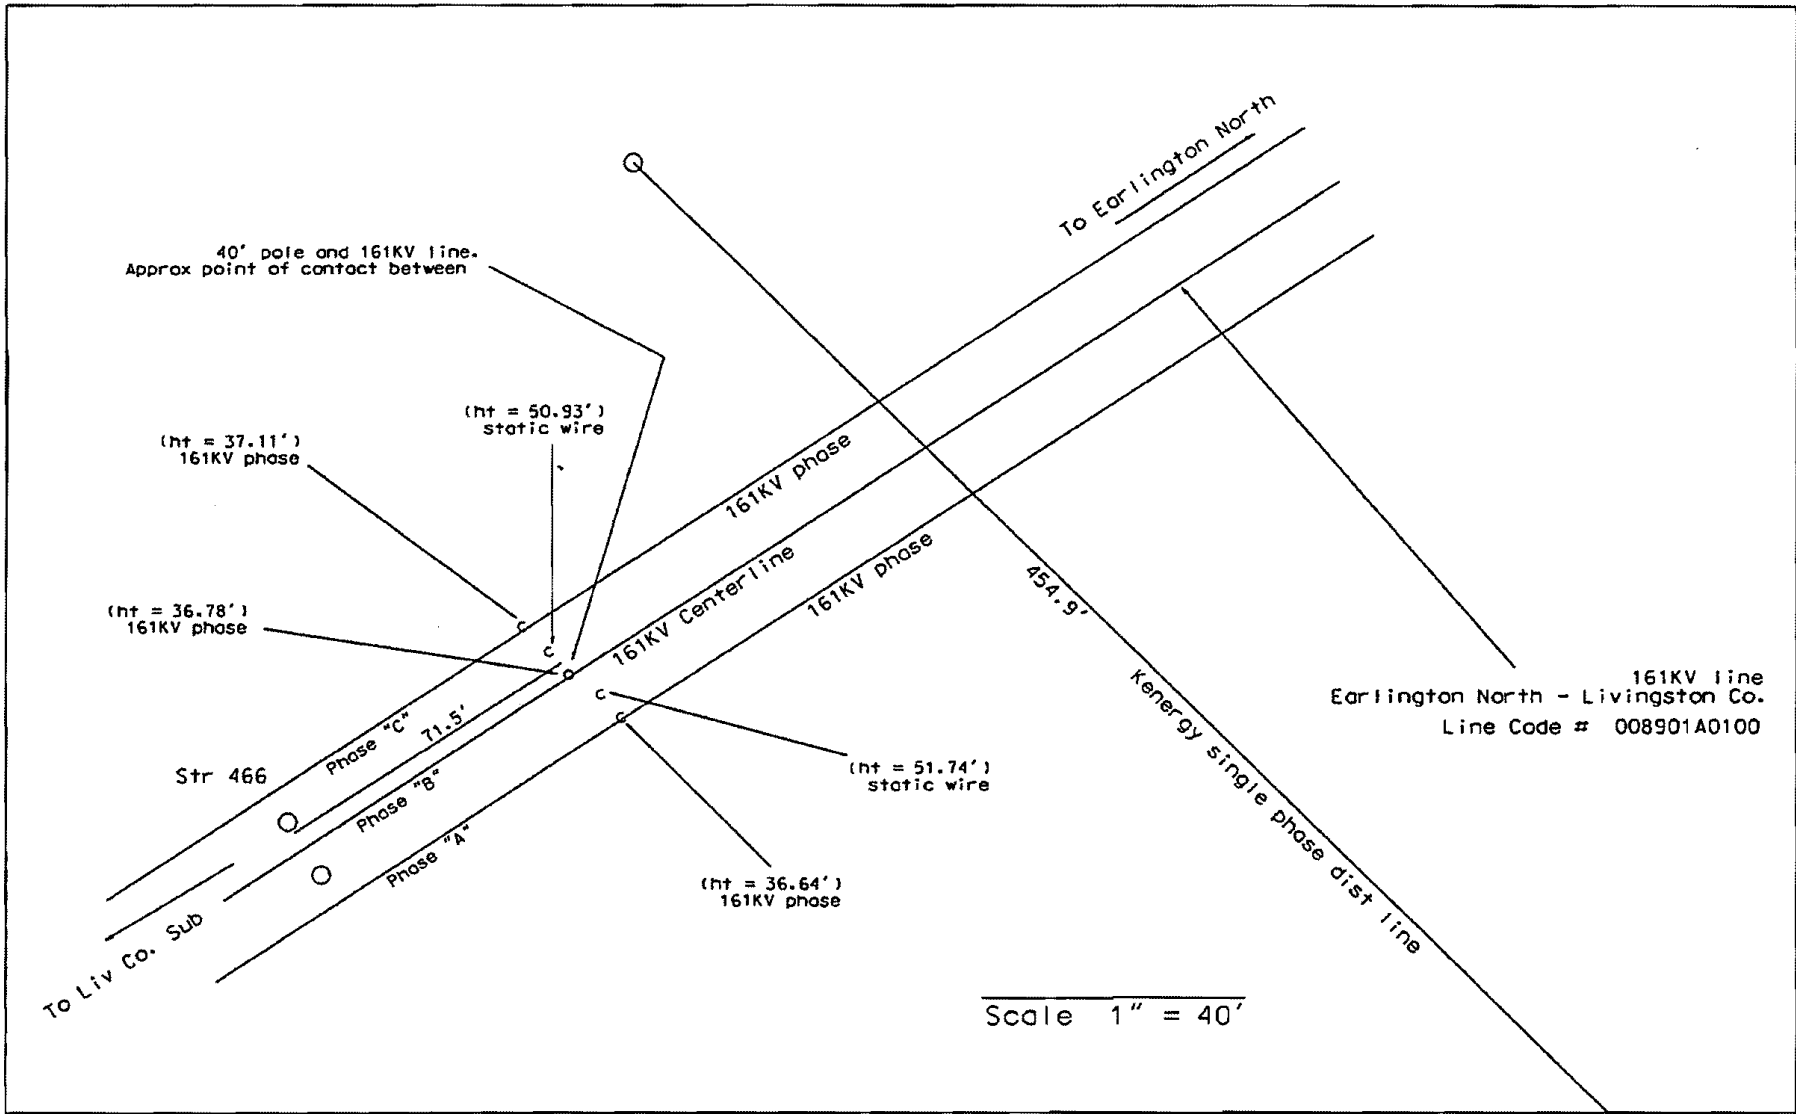 To Earlington North
40' pole and 161KV line.
Approx point of contact between
(ht = 50.93')
static wire
(ht = 37.11')
161KV phase
161KV phase
161KV Centerline
161KV phase
454.9'
(ht = 36.78')
161KV phase
161KV line
Earlington North - Livingston Co.
Line Code # 008901A0100
Kenergy single phase dist line
Phase "C"
71.5'
Str 466
Phase "B"
Phase "A"
(ht = 51.74')
static wire
(ht = 36.64')
161KV phase
To Liv Co. Sub
Scale 1" = 40'